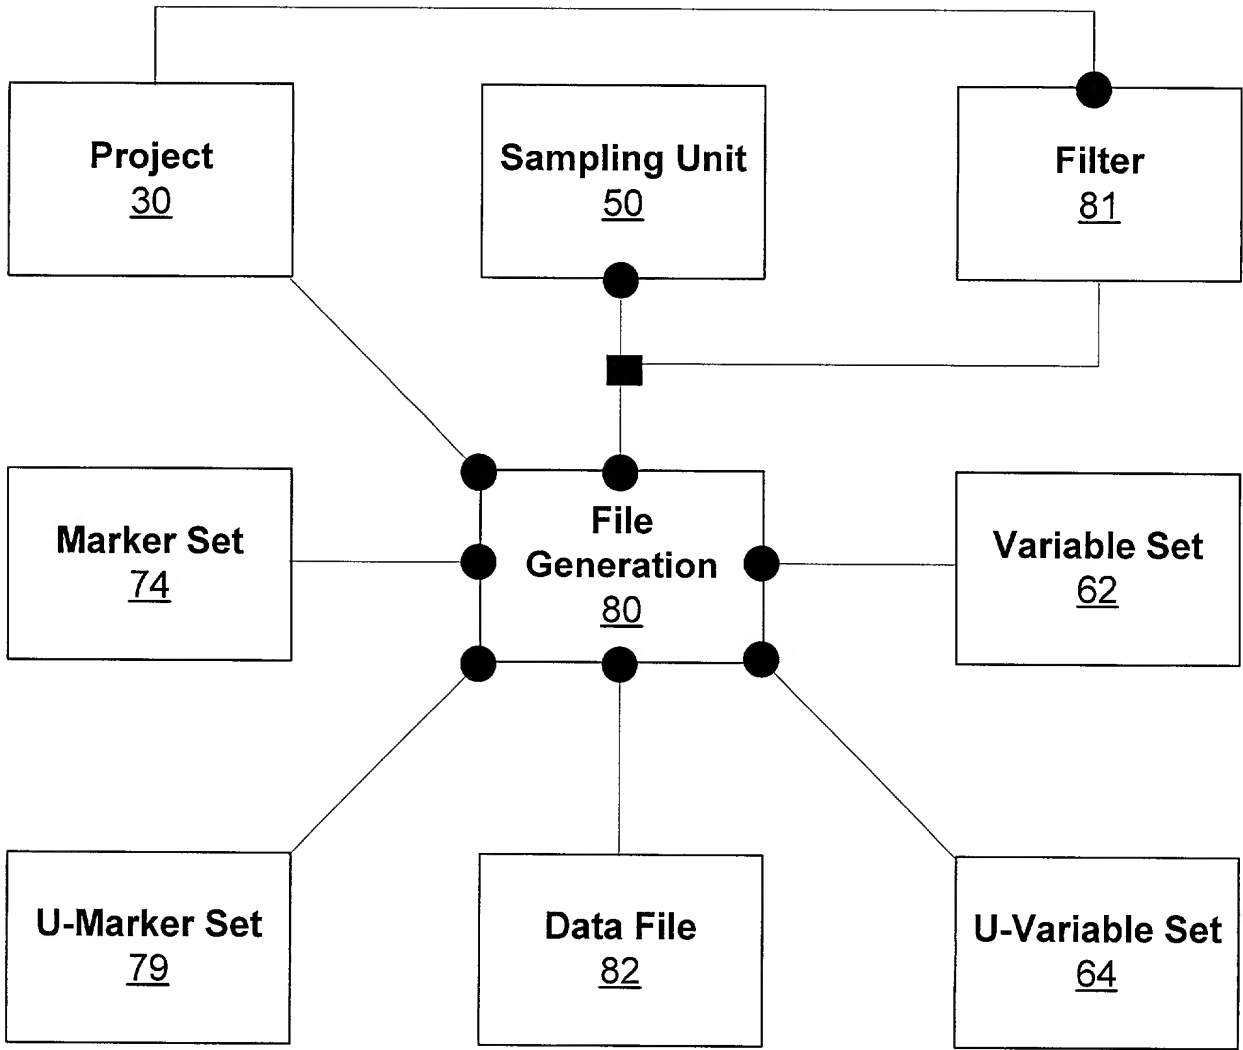 Project
30
Sampling Unit
50
Filter
81
Marker Set
74
File
Generation
80
Variable Set
62
U-Marker Set
79
Data File
82
U-Variable Set
64